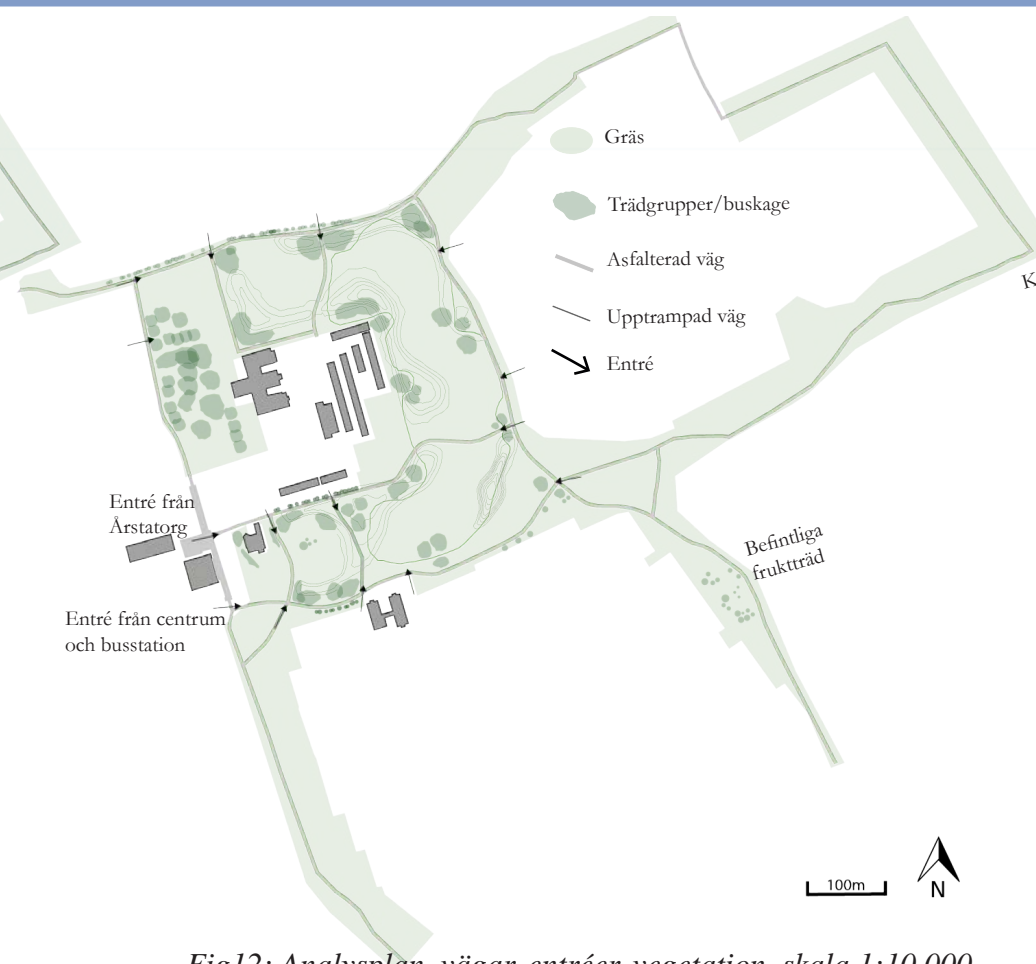 Gräs
Trädgrupper/buskage
Asfalterad väg
Upptrampad väg
Entré
K
Entré från
Årstatorg
Befintliga
fruktträd
Entré från centrum
och busstation
100m
N
Fig12: Analysplan, vägar, entréer, vegetation, skala 1:10 000